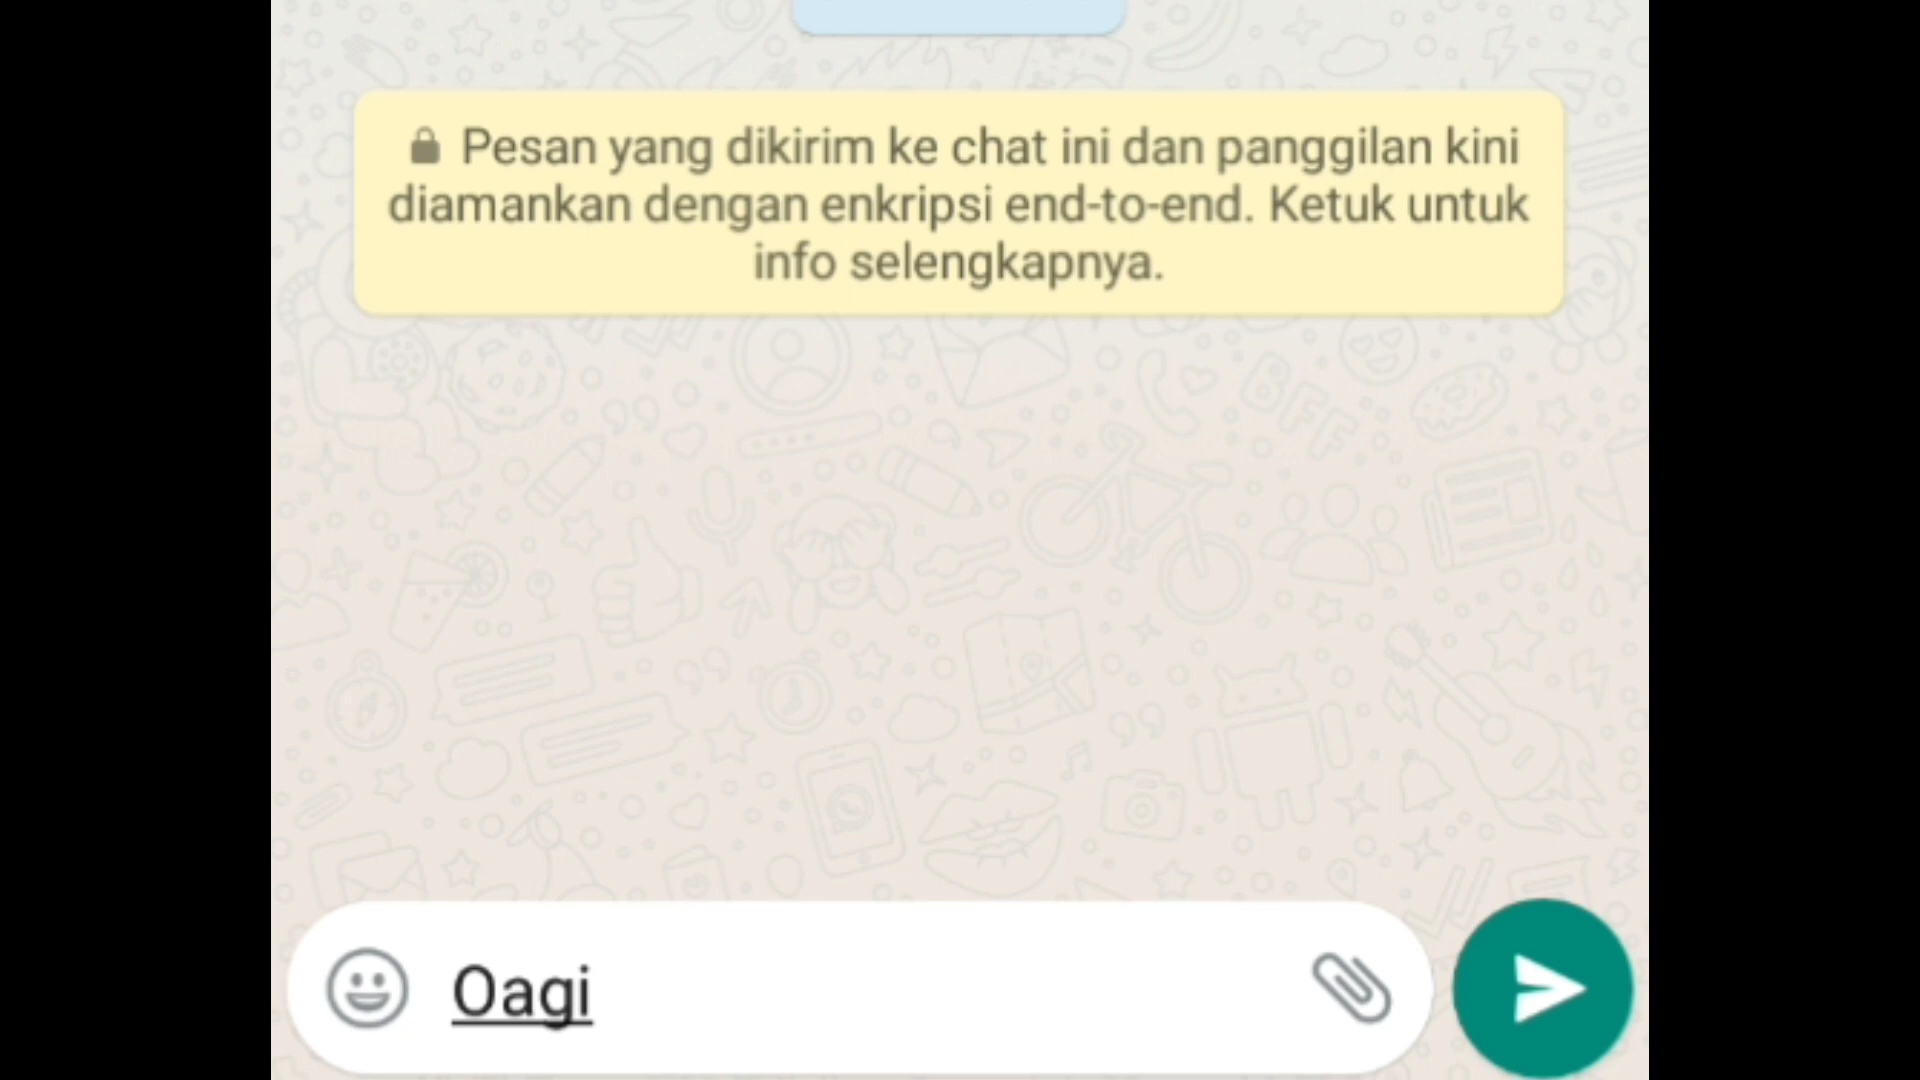 Pesan yang dikirim ke chat ini dan panggilan kini
diamankan dengan enkripsi end-to-end. Ketuk untuk
info selengkapnya.
Oagi